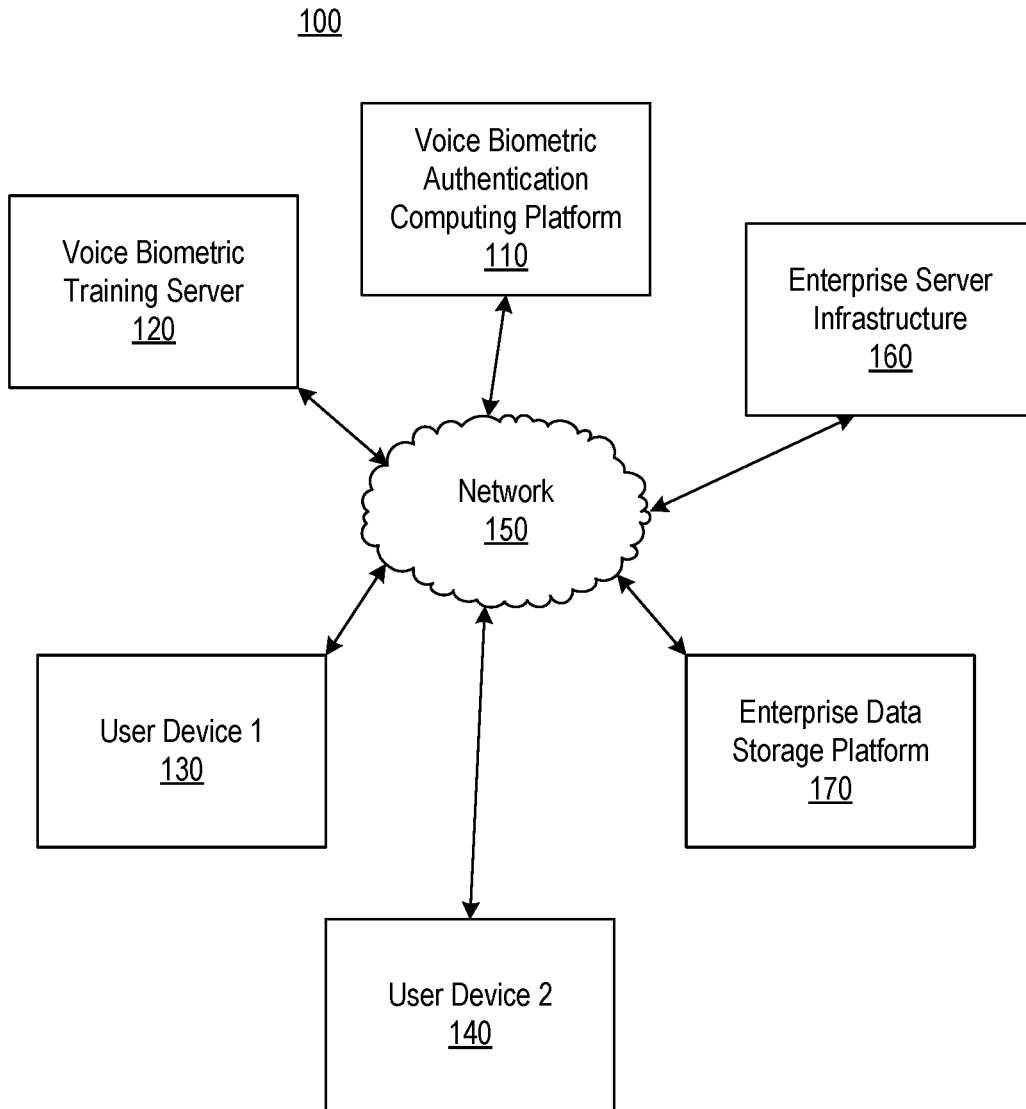 100
Voice Biometric
Authentication
Computing Platform
110
Voice Biometric
Training Server
120
Enterprise Server
Infrastructure
160
Network
150
User Device 1
130
Enterprise Data
Storage Platform
170
User Device 2
140